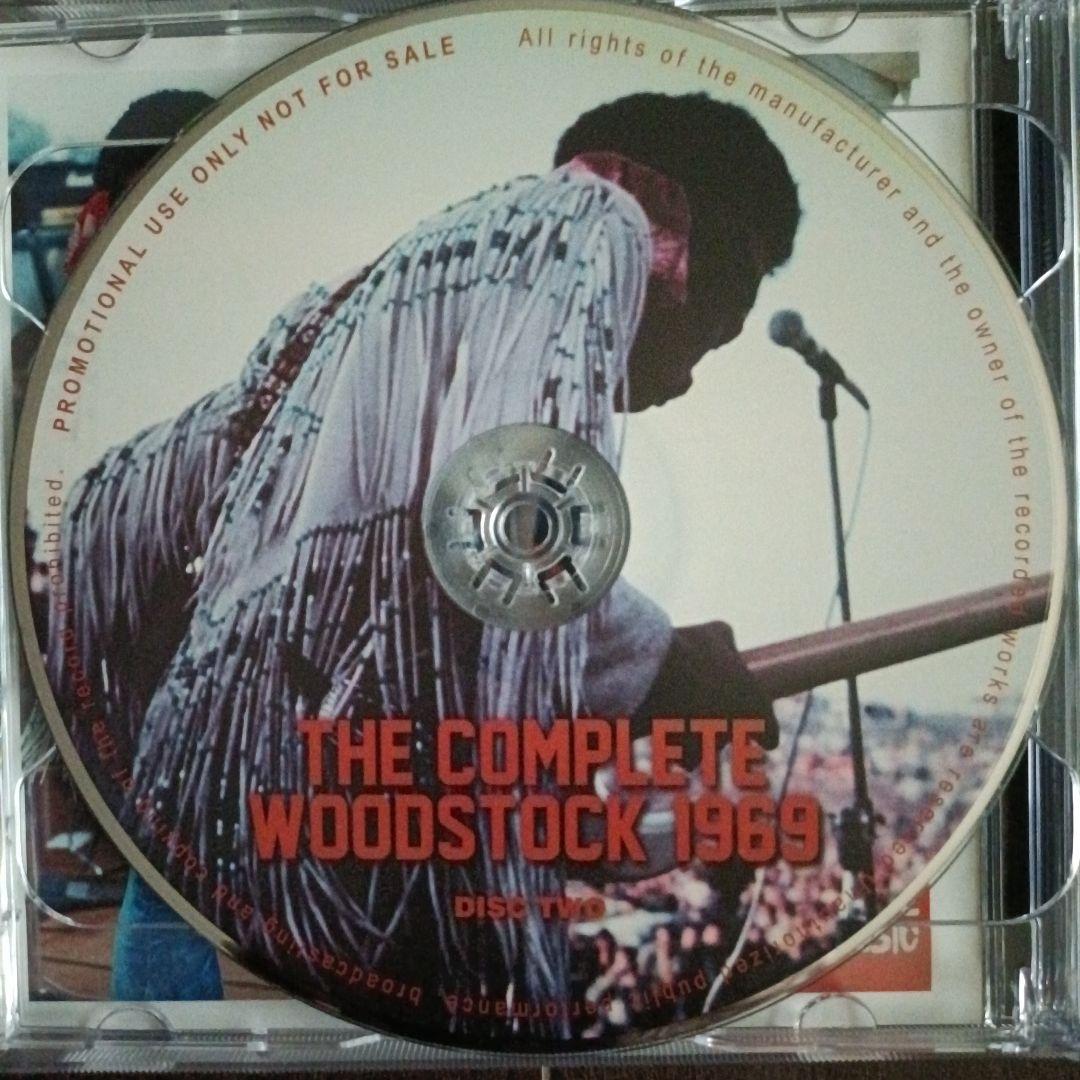 PROMOTIONAL USE ONLY NOT FOR SALE
All rights of the manufacturer and the owner of the recorded works are reserved. Unauthorized public performance, broadcasting and copying of the record prohibited.
THE COMPLETE
WOODSTOCK 1969
DISC TWO